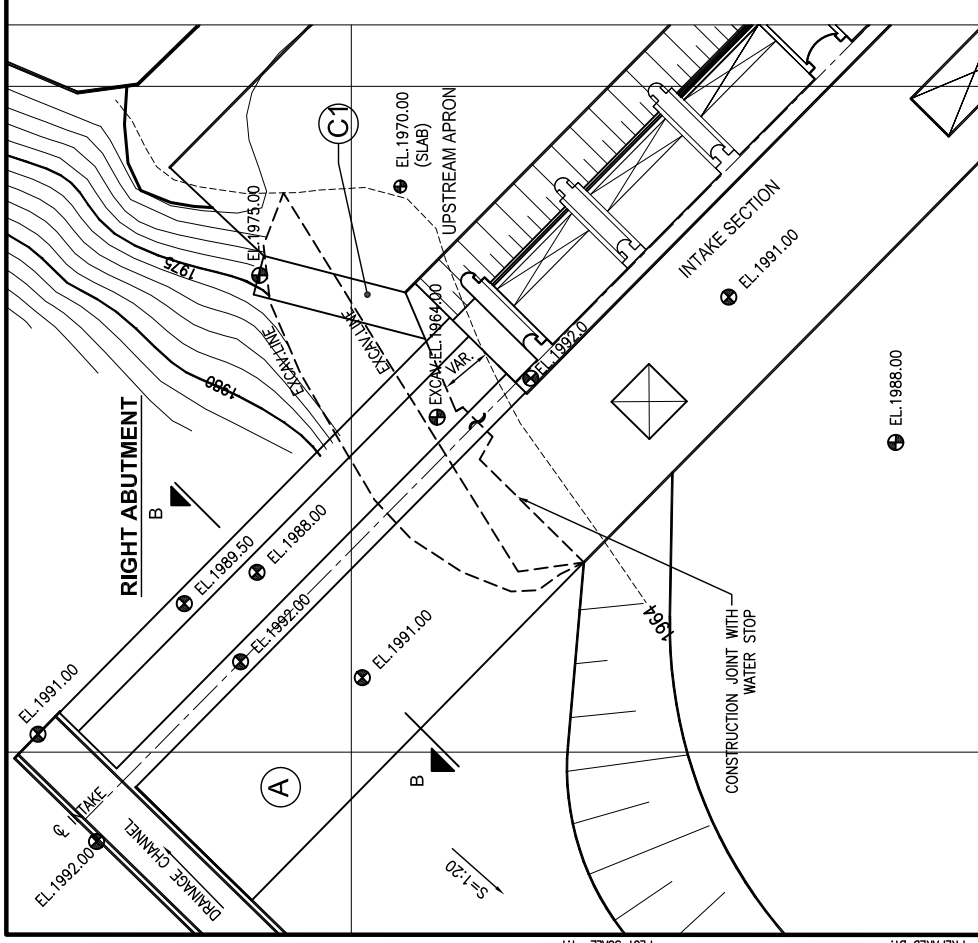 C1
EL.1970.00
(SLAB)
UPSTREAM APRON
EL.1975.00
1975
1980
EXCAV.LINE
EXCAV.LINE
EXCAV.EL.1964.00
VAR.
EL.1992.0
INTAKE SECTION
EL.1991.00
EL.1988.00
RIGHT ABUTMENT
B
EL.1989.50
EL.1988.00
EL.1992.00
EL.1991.00
EL.1991.00
1964
CONSTRUCTION JOINT WITH
WATER STOP
B
A
℄ INTAKE
EL.1992.00
DRAINAGE CHANNEL
S=1:20